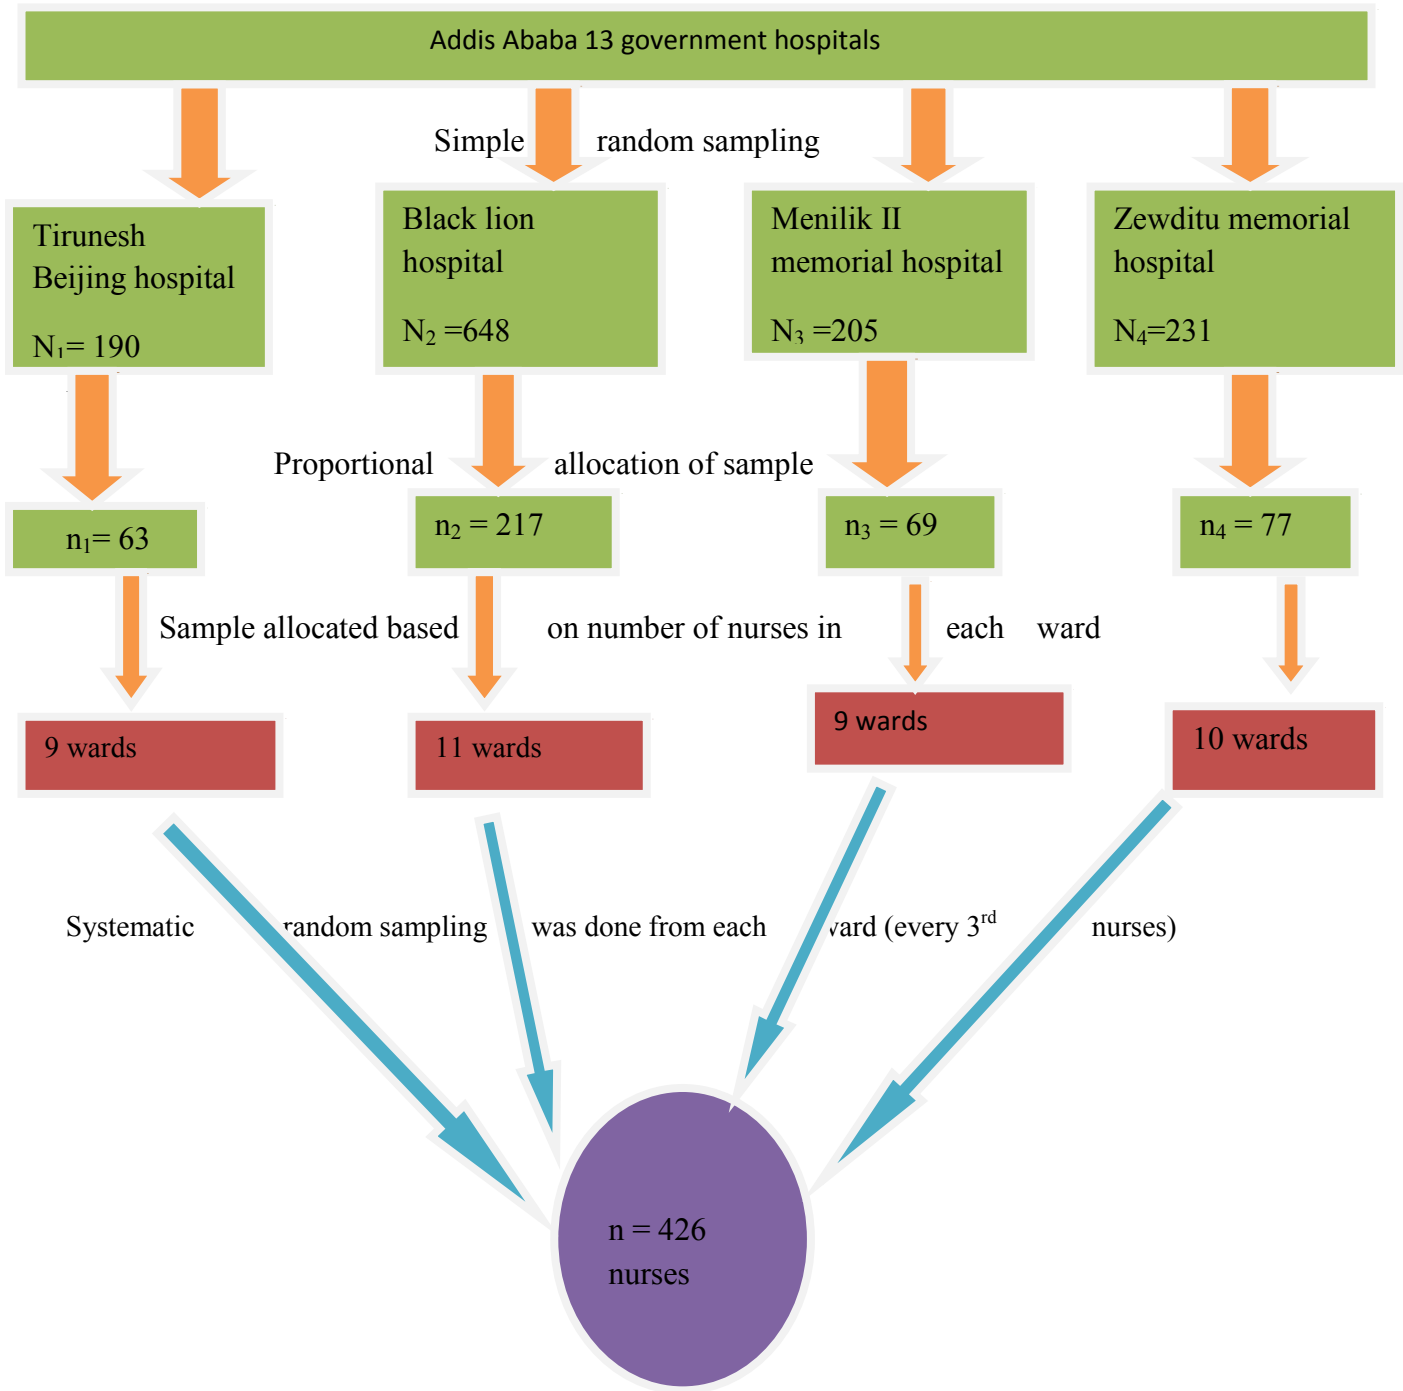 Addis Ababa 13 government hospitals
Simple random sampling
Tirunesh
Beijing hospital
N₁= 190
Black lion
hospital
N₂ =648
Menilik II
memorial hospital
N₃ =205
Zewditu memorial
hospital
N₄=231
Proportional allocation of sample
n₁= 63
n₂ = 217
n₃ = 69
n₄ = 77
Sample allocated based on number of nurses in each ward
9 wards
11 wards
9 wards
10 wards
Systematic random sampling was done from each ward (every 3ʳᵈ nurses)
n = 426
nurses